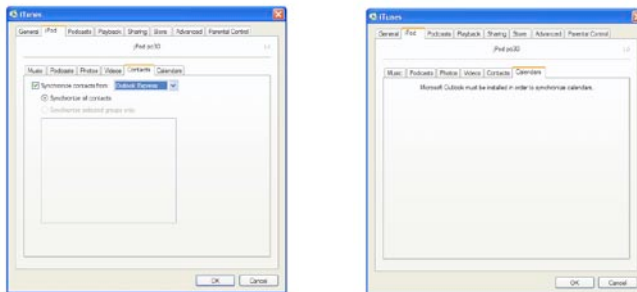 iTunes
General iPod Podcasts Playback Sharing Store Advanced Parental Control
Music Podcasts Photos Videos Contacts Calendars
Synchronize contacts from: Outlook Express
Synchronize all contacts
Synchronize selected groups only:
OK Cancel
iTunes
General iPod Podcasts Playback Sharing Store Advanced Parental Control
Music Podcasts Photos Videos Contacts Calendars
Microsoft Outlook must be installed in order to synchronize calendars.
OK Cancel